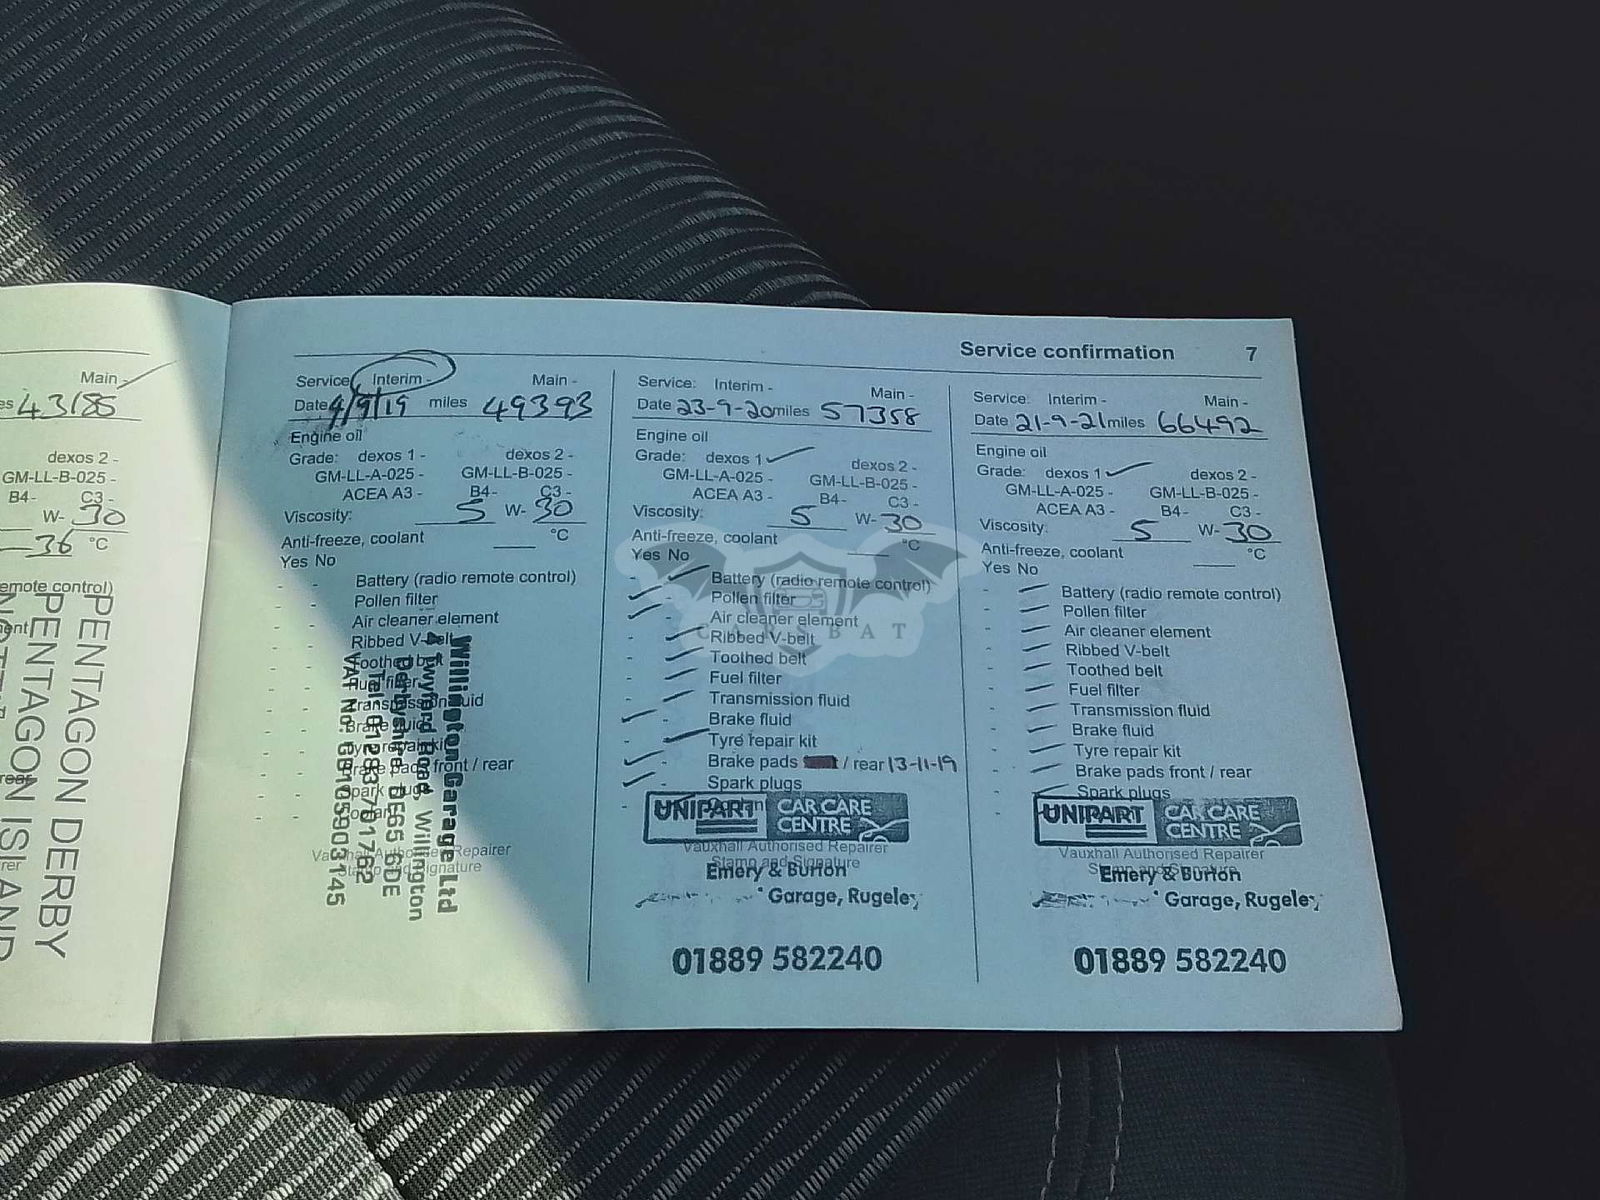 Service confirmation 7
Main -
43185
dexos 2 -
GM-LL-B-025 -
B4- C3 -
W- 30
-36 °C
emote control)
PENTAGON DERBY
PENTAGON ISLAND
Service Interim - Main -
Date 4/9/19 miles 49393
Engine oil
Grade: dexos 1 - dexos 2 -
GM-LL-A-025 - GM-LL-B-025 -
ACEA A3 - B4- C3 -
Viscosity: 5 W- 30
Anti-freeze, coolant °C
Yes No
- - Battery (radio remote control)
- - Pollen filter
- - Air cleaner element
- - Ribbed V-belt
- - Toothed belt
- - Fuel filter
- - Transmission fluid
- - Brake fluid
- - Tyre repair kit
- - Brake pads front / rear
- - Spark plugs
- - Coolant
Vauxhall Authorised Repairer
Stamp and Signature
Willington Garage Ltd
4 Twyford Road, Willington
Derbyshire DE65 6DE
Tel: 01283 701762
Service: Interim - Main -
Date 23-9-20 miles 57358
Engine oil
Grade: dexos 1 ✓ dexos 2 -
GM-LL-A-025 - GM-LL-B-025 -
ACEA A3 - B4- C3 -
Viscosity: 5 W- 30
Anti-freeze, coolant °C
Yes No
Battery (radio remote control)
Pollen filter
Air cleaner element
Ribbed V-belt
Toothed belt
Fuel filter
Transmission fluid
Brake fluid
Tyre repair kit
Brake pads / rear 13-11-19
Spark plugs
Coolant
UNIPART CAR CARE CENTRE
Vauxhall Authorised Repairer
Stamp and Signature
Emery & Burton
Garage, Rugeley
01889 582240
Service: Interim - Main -
Date 21-9-21 miles 66492
Engine oil
Grade: dexos 1 ✓ dexos 2 -
GM-LL-A-025 - GM-LL-B-025 -
ACEA A3 - B4- C3 -
Viscosity: 5 W- 30
Anti-freeze, coolant °C
Yes No
Battery (radio remote control)
Pollen filter
Air cleaner element
Ribbed V-belt
Toothed belt
Fuel filter
Transmission fluid
Brake fluid
Tyre repair kit
Brake pads front / rear
Spark plugs
UNIPART CAR CARE CENTRE
Vauxhall Authorised Repairer
Stamp and Signature
Emery & Burton
Garage, Rugeley
01889 582240
CARSBAT